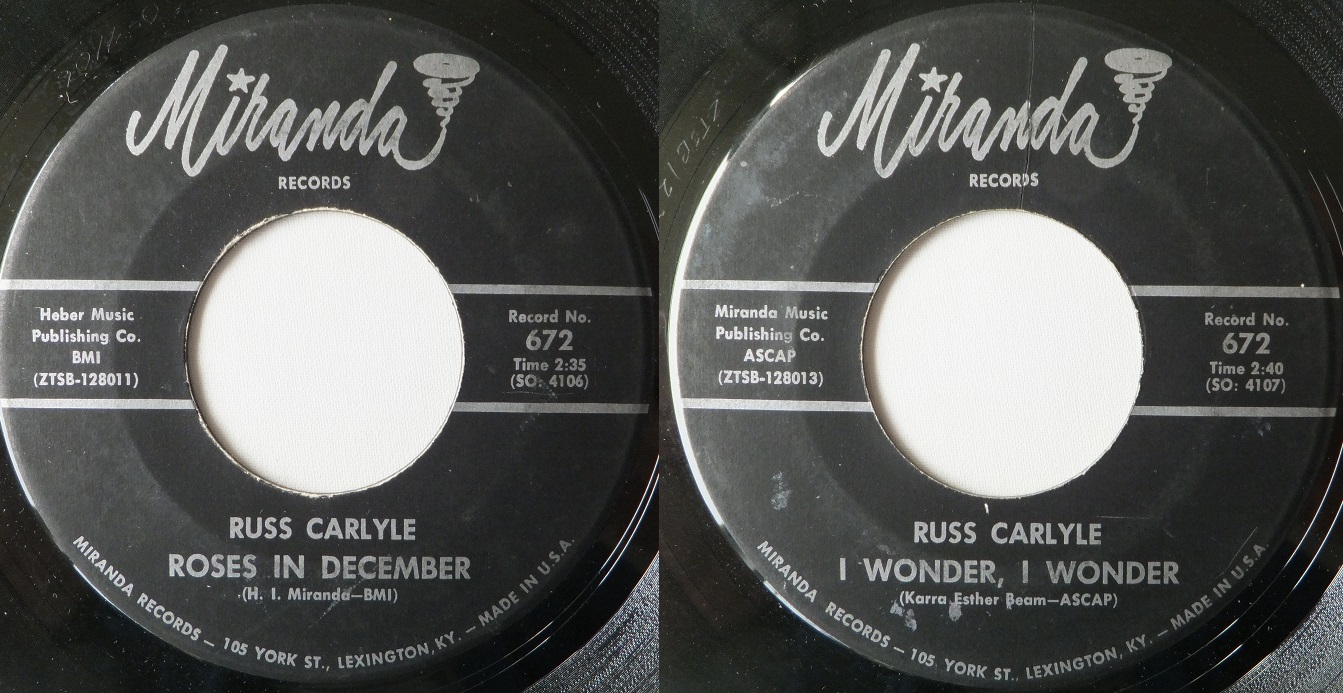 Miranda
RECORDS
Heber Music
Publishing Co.
BMI
(ZTSB-128011)
Record No.
672
Time 2:35
(SO: 4106)
RUSS CARLYLE
ROSES IN DECEMBER
(H. I. Miranda—BMI)
MIRANDA RECORDS — 105 YORK ST., LEXINGTON, KY. — MADE IN U.S.A.
Miranda
RECORDS
Miranda Music
Publishing Co.
ASCAP
(ZTSB-128013)
Record No.
672
Time 2:40
(SO: 4107)
RUSS CARLYLE
I WONDER, I WONDER
(Karra Esther Beam—ASCAP)
MIRANDA RECORDS — 105 YORK ST., LEXINGTON, KY. — MADE IN U.S.A.